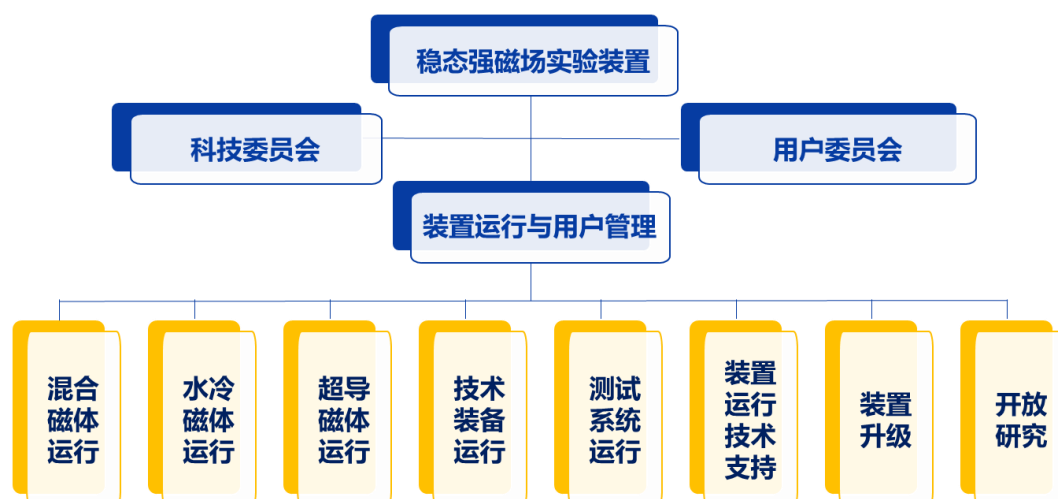 稳态强磁场实验装置
科技委员会
用户委员会
装置运行与用户管理
混合
磁体
运行
水冷
磁体
运行
超导
磁体
运行
技术
装备
运行
测试
系统
运行
装置
运行
技术
支持
装置
升级
开放
研究